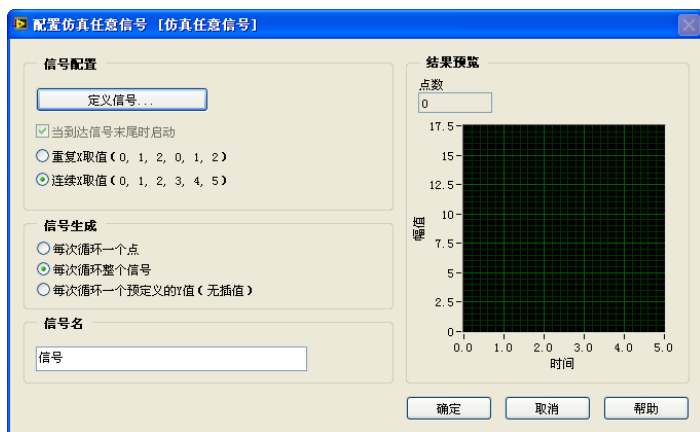 配置仿真任意信号 [仿真任意信号]
信号配置
定义信号...
当到达信号末尾时启动
重复X取值(0, 1, 2, 0, 1, 2)
连续X取值(0, 1, 2, 3, 4, 5)
信号生成
每次循环一个点
每次循环整个信号
每次循环一个预定义的Y值(无插值)
信号名
信号
结果预览
点数
0
17.5
15
12.5
10
7.5
5
2.5
0
幅值
0.0 1.0 2.0 3.0 4.0 5.0
时间
确定 取消 帮助